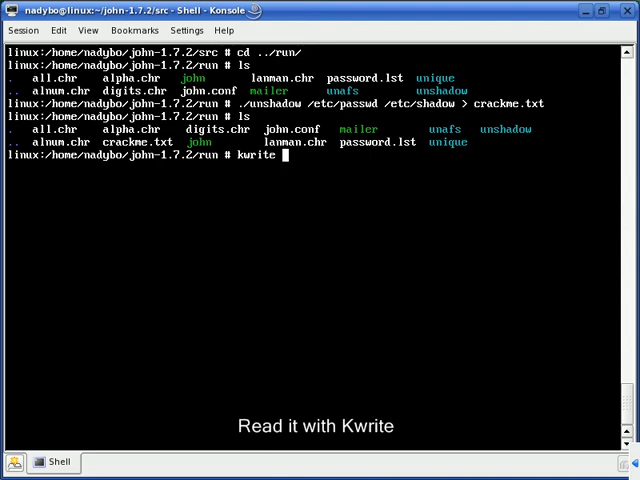 nadybo@linux:~/john-1.7.2/src - Shell - Konsole
Session Edit View Bookmarks Settings Help
linux:/home/nadybo/john-1.7.2/src # cd ../run/
linux:/home/nadybo/john-1.7.2/run # ls
. all.chr alpha.chr john lanman.chr password.lst unique
.. alnum.chr digits.chr john.conf mailer unafs unshadow
linux:/home/nadybo/john-1.7.2/run # ./unshadow /etc/passwd /etc/shadow > crackme.txt
linux:/home/nadybo/john-1.7.2/run # ls
. all.chr alpha.chr digits.chr john.conf mailer unafs unshadow
.. alnum.chr crackme.txt john lanman.chr password.lst unique
linux:/home/nadybo/john-1.7.2/run # kwrite
Read it with Kwrite
Shell